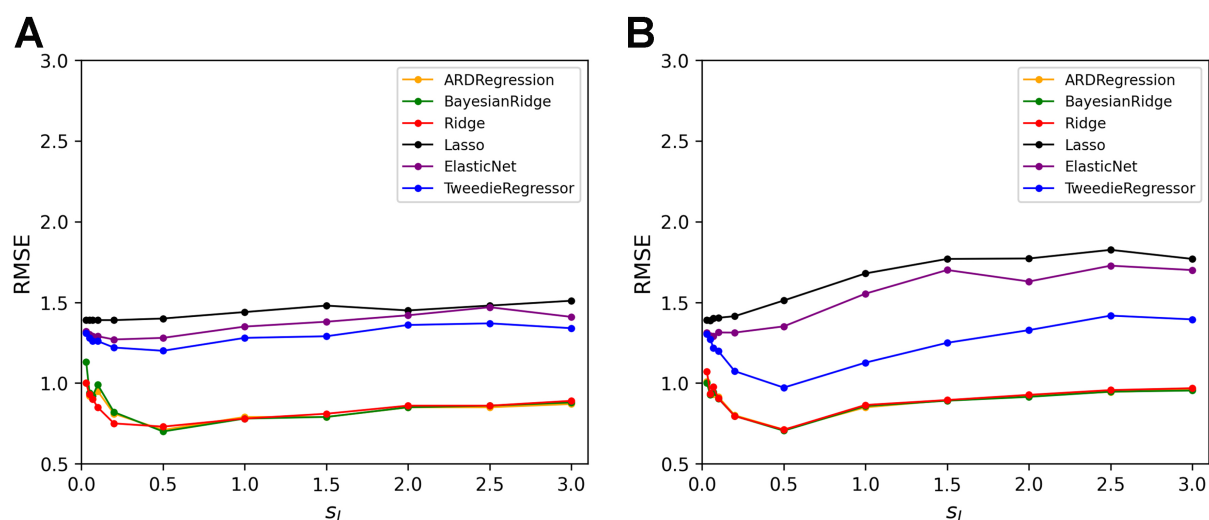 A
3.0
2.5
2.0
1.5
1.0
0.5
RMSE
ARDRegression
BayesianRidge
Ridge
Lasso
ElasticNet
TweedieRegressor
0.0 0.5 1.0 1.5 2.0 2.5 3.0
s_I
B
3.0
2.5
2.0
1.5
1.0
0.5
RMSE
ARDRegression
BayesianRidge
Ridge
Lasso
ElasticNet
TweedieRegressor
0.0 0.5 1.0 1.5 2.0 2.5 3.0
s_I